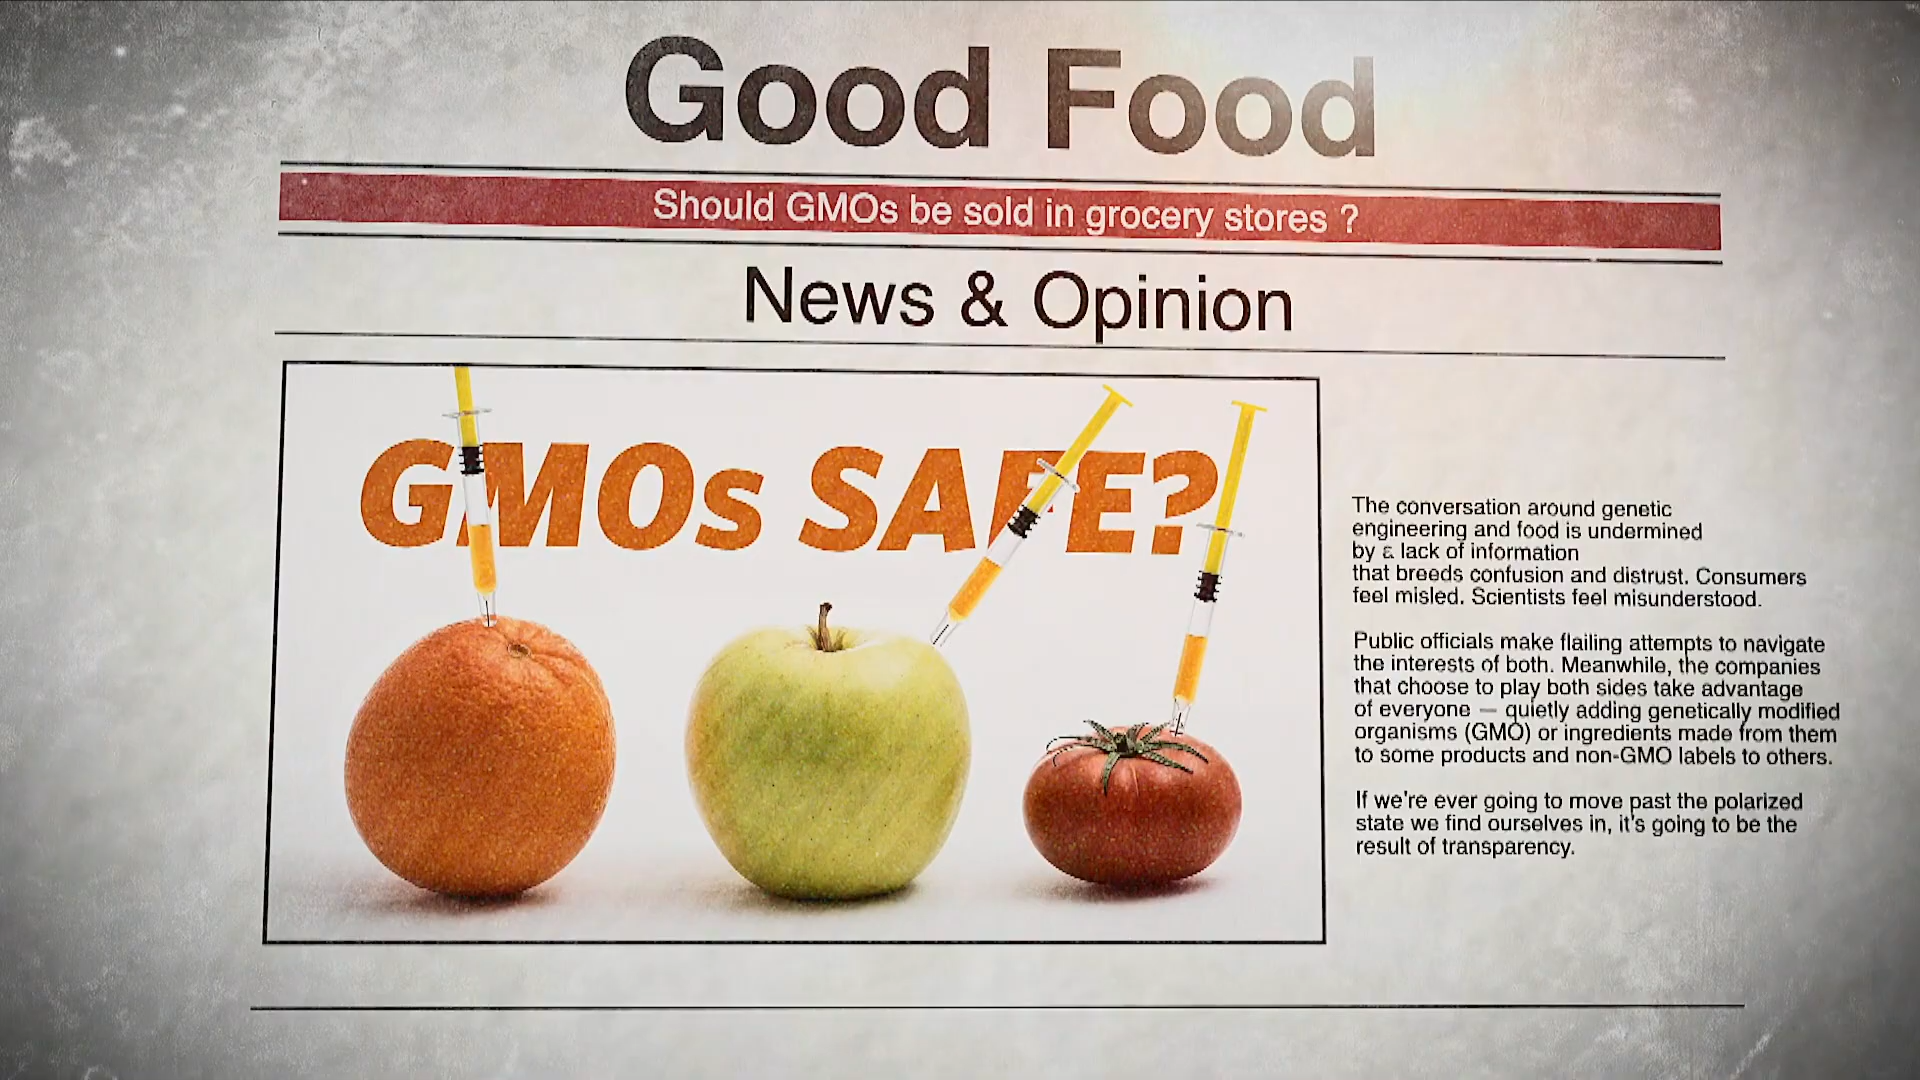 Good Food
Should GMOs be sold in grocery stores ?
News & Opinion
GMOs SAFE?
The conversation around genetic
engineering and food is undermined
by a lack of information
that breeds confusion and distrust. Consumers
feel misled. Scientists feel misunderstood.
Public officials make flailing attempts to navigate
the interests of both. Meanwhile, the companies
that choose to play both sides take advantage
of everyone — quietly adding genetically modified
organisms (GMO) or ingredients made from them
to some products and non-GMO labels to others.
If we're ever going to move past the polarized
state we find ourselves in, it's going to be the
result of transparency.